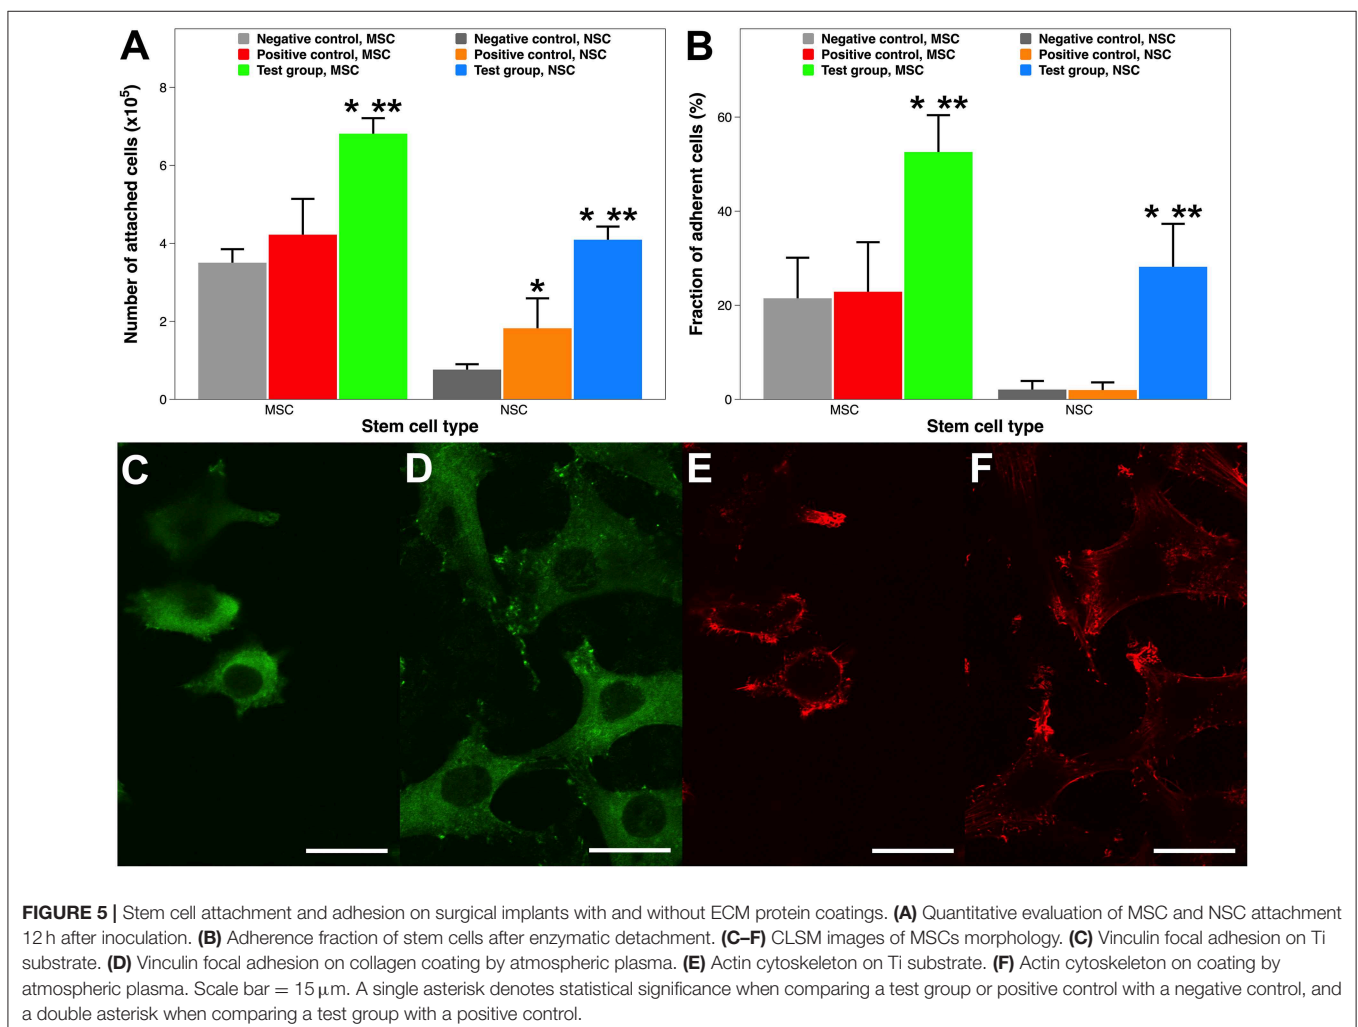 A
Negative control, MSC
Positive control, MSC
Test group, MSC
Negative control, NSC
Positive control, NSC
Test group, NSC
Number of attached cells (x10⁵)
8
6
4
2
0
* **
*
* **
MSC
NSC
Stem cell type
B
Negative control, MSC
Positive control, MSC
Test group, MSC
Negative control, NSC
Positive control, NSC
Test group, NSC
Fraction of adherent cells (%)
60
40
20
0
* **
* **
MSC
NSC
Stem cell type
C
D
E
F
FIGURE 5 | Stem cell attachment and adhesion on surgical implants with and without ECM protein coatings. (A) Quantitative evaluation of MSC and NSC attachment
12 h after inoculation. (B) Adherence fraction of stem cells after enzymatic detachment. (C–F) CLSM images of MSCs morphology. (C) Vinculin focal adhesion on Ti
substrate. (D) Vinculin focal adhesion on collagen coating by atmospheric plasma. (E) Actin cytoskeleton on Ti substrate. (F) Actin cytoskeleton on coating by
atmospheric plasma. Scale bar = 15 μm. A single asterisk denotes statistical significance when comparing a test group or positive control with a negative control, and
a double asterisk when comparing a test group with a positive control.